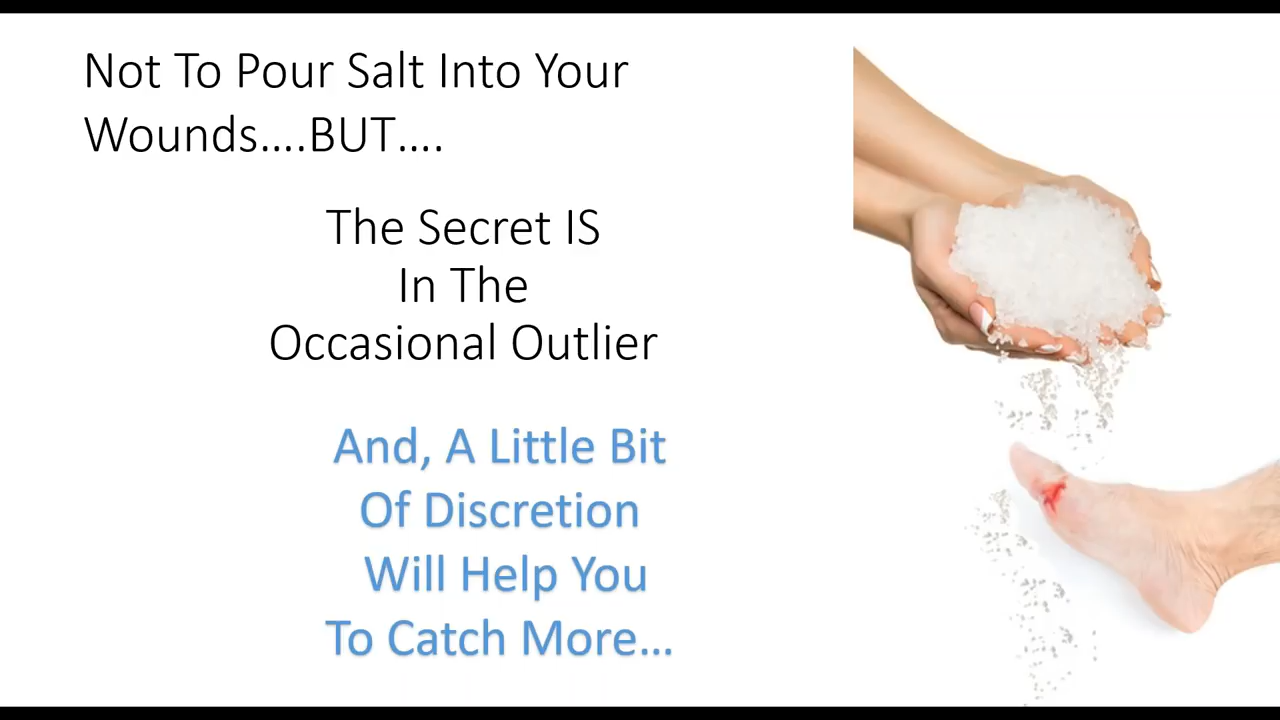 Not To Pour Salt Into Your
Wounds....BUT....
The Secret IS
In The
Occasional Outlier
And, A Little Bit
Of Discretion
Will Help You
To Catch More...